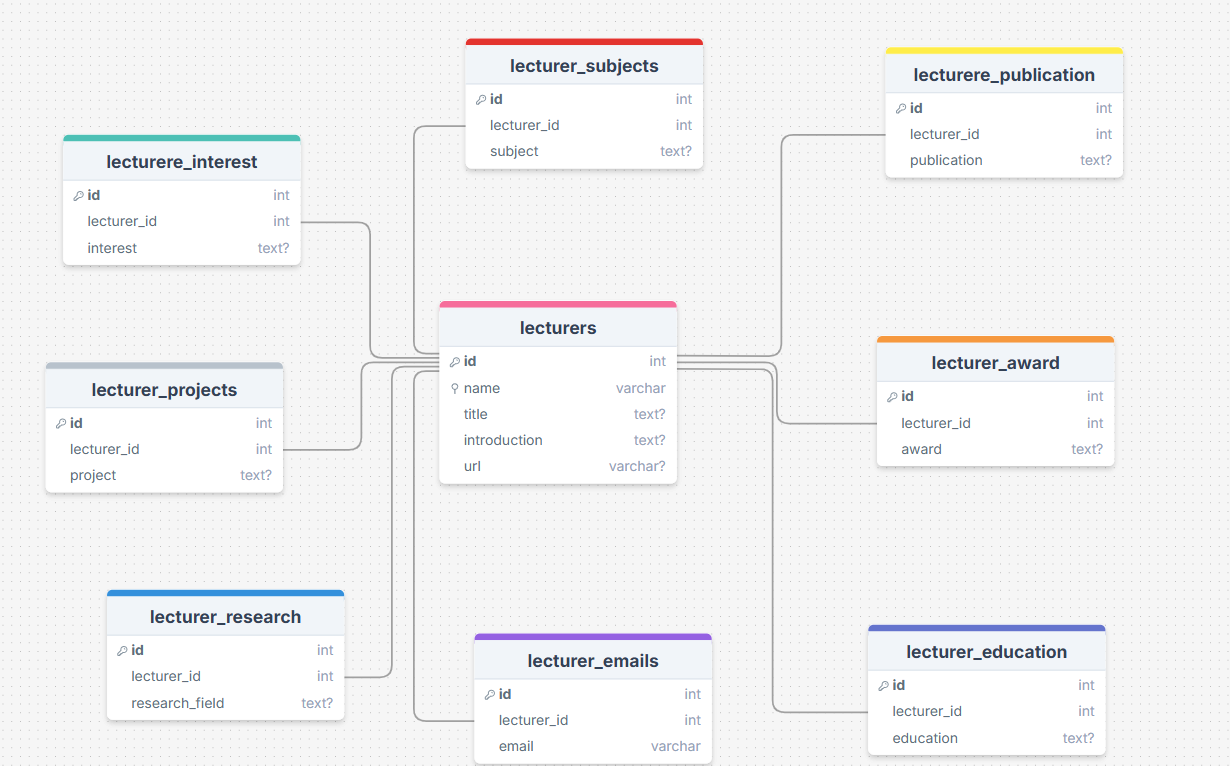 lecturer_subjects
id int
lecturer_id int
subject text?
lecturere_publication
id int
lecturer_id int
publication text?
lecturere_interest
id int
lecturer_id int
interest text?
lecturers
id int
name varchar
title text?
introduction text?
url varchar?
lecturer_award
id int
lecturer_id int
award text?
lecturer_projects
id int
lecturer_id int
project text?
lecturer_research
id int
lecturer_id int
research_field text?
lecturer_emails
id int
lecturer_id int
email varchar
lecturer_education
id int
lecturer_id int
education text?